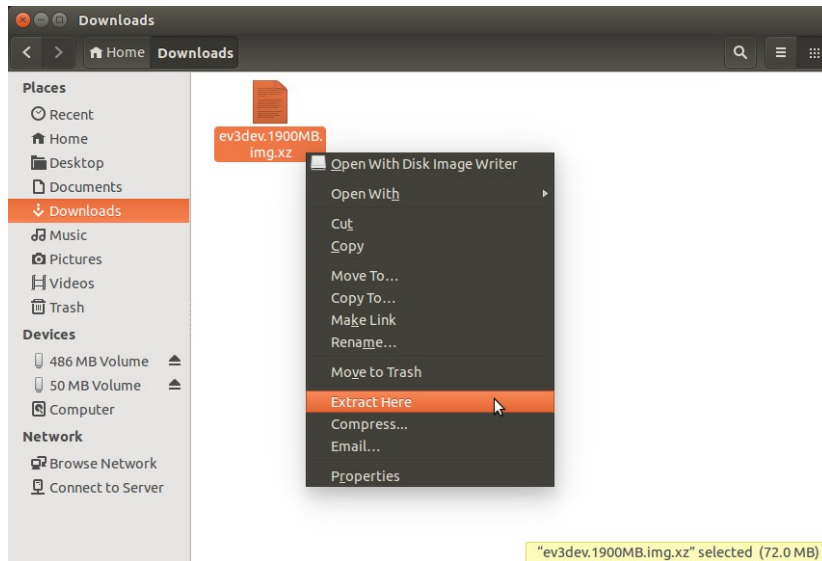 Downloads
Home Downloads
Places
Recent
Home
Desktop
Documents
Downloads
Music
Pictures
Videos
Trash
Devices
486 MB Volume
50 MB Volume
Computer
Network
Browse Network
Connect to Server
ev3dev.1900MB.
img.xz
Open With Disk Image Writer
Open With
Cut
Copy
Move To...
Copy To...
Make Link
Rename...
Move to Trash
Extract Here
Compress...
Email...
Properties
“ev3dev.1900MB.img.xz” selected (72.0 MB)